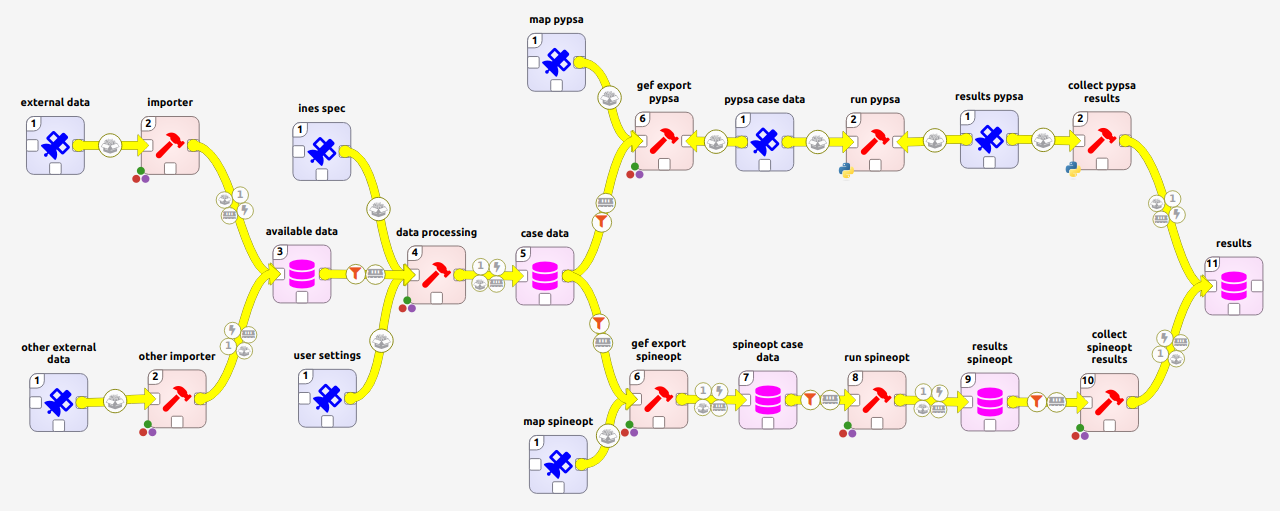 map pypsa
1
external data
1
importer
2
ines spec
1
gef export
pypsa
6
pypsa case data
1
run pypsa
2
results pypsa
1
collect pypsa
results
2
1
1
available data
3
data processing
4
1
case data
5
results
11
1
other external
data
1
other importer
2
user settings
1
gef export
spineopt
6
1
spineopt case
data
7
run spineopt
8
1
results
spineopt
9
collect
spineopt
results
10
1
map spineopt
1